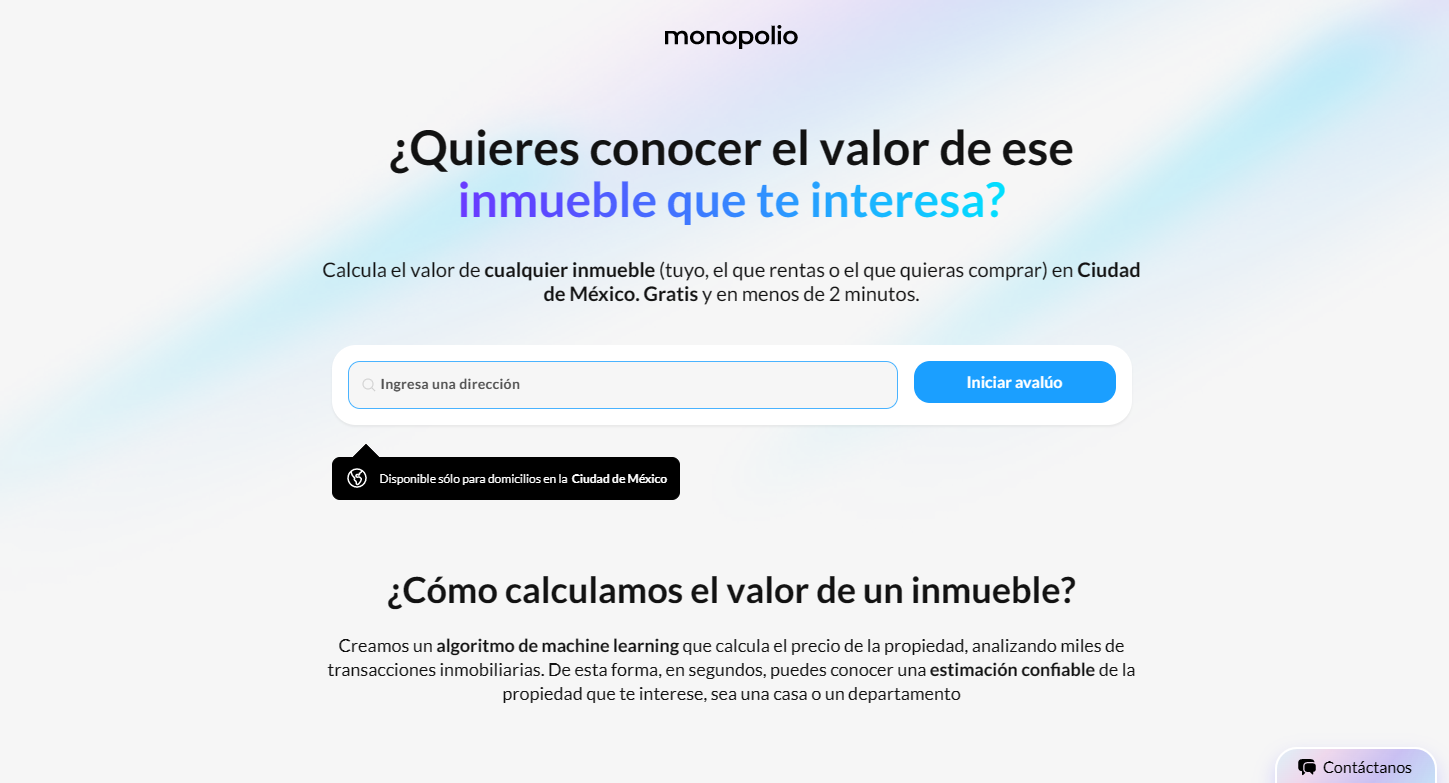 monopolio
¿Quieres conocer el valor de ese
inmueble que te interesa?
Calcula el valor de cualquier inmueble (tuyo, el que rentas o el que quieras comprar) en Ciudad
de México. Gratis y en menos de 2 minutos.
Ingresa una dirección
Iniciar avalúo
Disponible sólo para domicilios en la Ciudad de México
¿Cómo calculamos el valor de un inmueble?
Creamos un algoritmo de machine learning que calcula el precio de la propiedad, analizando miles de
transacciones inmobiliarias. De esta forma, en segundos, puedes conocer una estimación confiable de la
propiedad que te interese, sea una casa o un departamento
Contáctanos